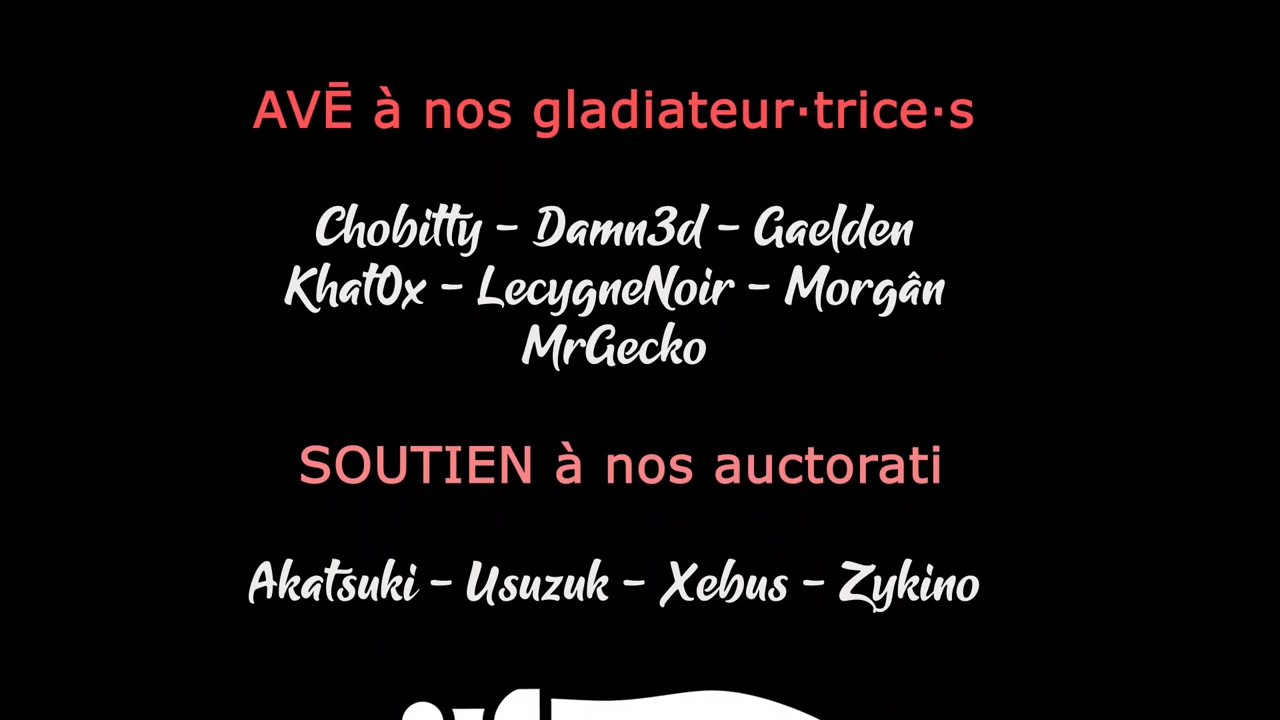 AVĒ à nos gladiateur·trice·s
Chobitty - Damn3d - Gaelden
Khat0x - LecygneNoir - Morgân
MrGecko
SOUTIEN à nos auctorati
Akatsuki - Usuzuk - Xebus - Zykino